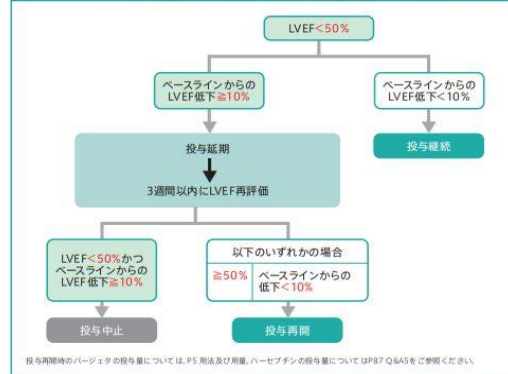 LVEF<50%
ベースラインからの
LVEF低下≧10%
ベースラインからの
LVEF低下<10%
投与延期
3週間以内にLVEF再評価
投与継続
LVEF<50%かつ
ベースラインからの
LVEF低下≧10%
以下のいずれかの場合
≧50%
ベースラインからの
低下<10%
投与中止
投与再開
投与再開時のパージェタの投与量については、P5 用法及び用量、ハーセプチンの投与量についてはP87 Q&A5をご参照ください。